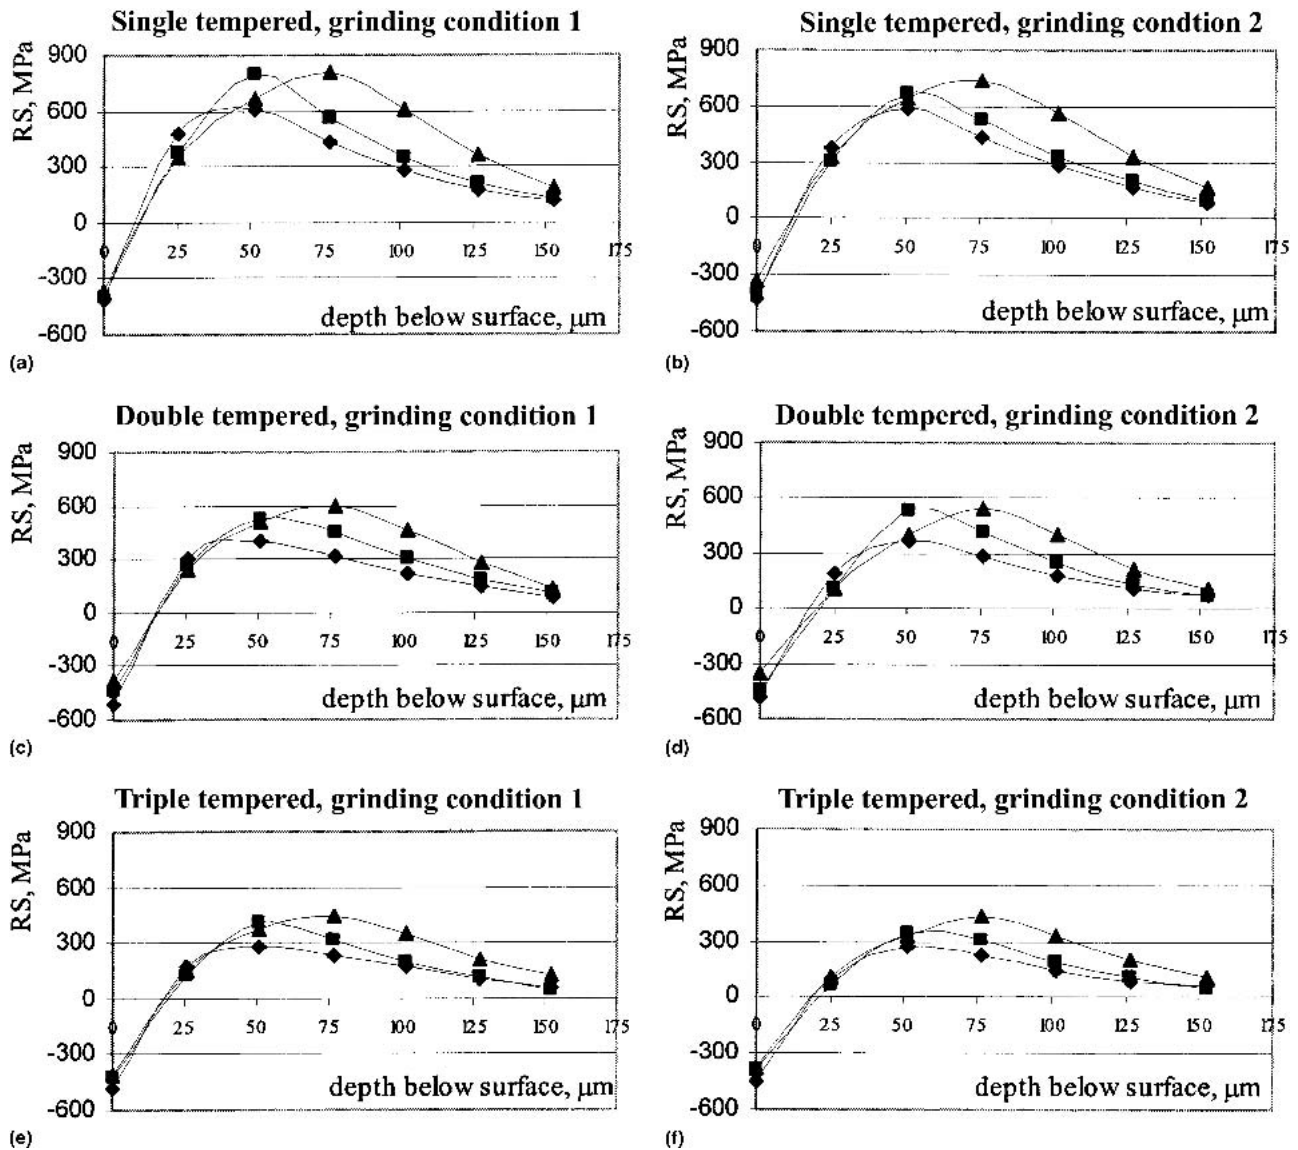 Single tempered, grinding condition 1
RS, MPa
900
600
300
0
-300
-600
0 25 50 75 100 125 150 175
depth below surface, μm
(a)
Single tempered, grinding condtion 2
RS, MPa
900
600
300
0
-300
-600
0 25 50 75 100 125 150 175
depth below surface, μm
(b)
Double tempered, grinding condition 1
RS, MPa
900
600
300
0
-300
-600
0 25 50 75 100 125 150 175
depth below surface, μm
(c)
Double tempered, grinding condition 2
RS, MPa
900
600
300
0
-300
-600
0 25 50 75 100 125 150 175
depth below surface, μm
(d)
Triple tempered, grinding condition 1
RS, MPa
900
600
300
0
-300
-600
0 25 50 75 100 125 150 175
depth below surface, μm
(e)
Triple tempered, grinding condition 2
RS, MPa
900
600
300
0
-300
-600
0 25 50 75 100 125 150 175
depth below surface, μm
(f)